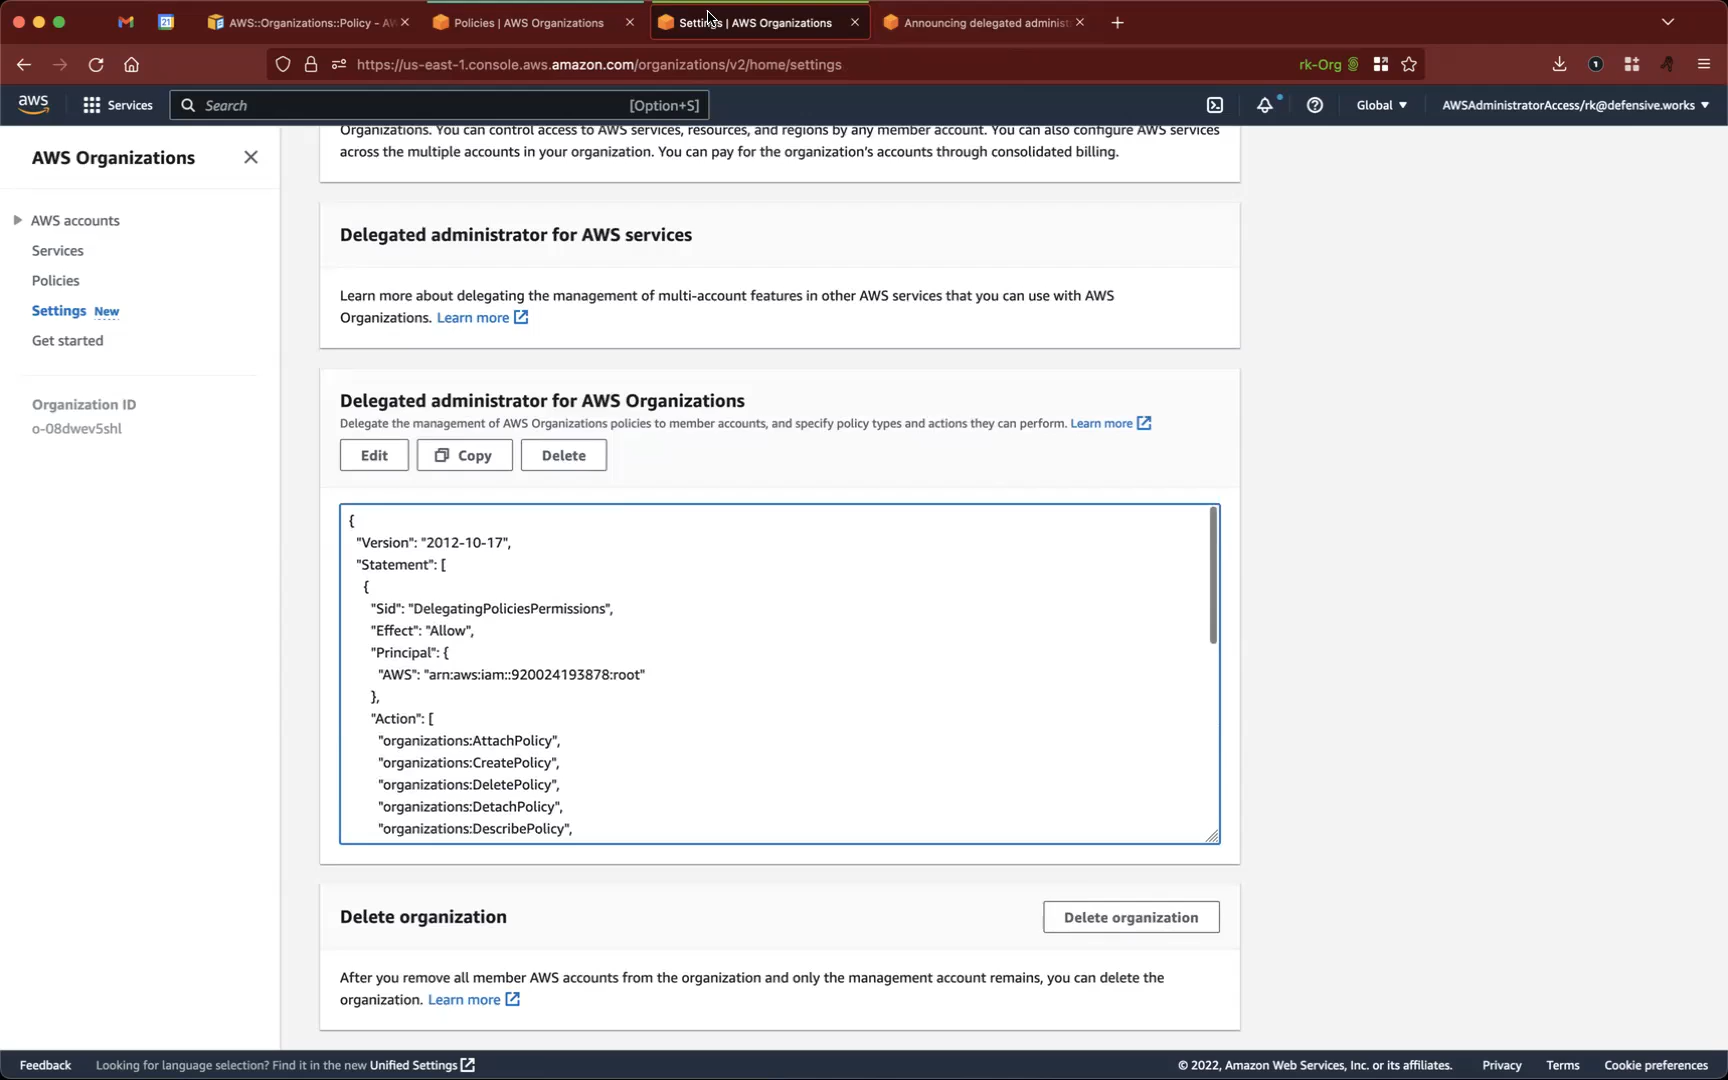 21
AWS::Organizations::Policy - AW
Policies | AWS Organizations
Settings | AWS Organizations
Announcing delegated administ
https://us-east-1.console.aws.amazon.com/organizations/v2/home/settings
rk-Org
1
aws
Services
Search
[Option+S]
Global
AWSAdministratorAccess/rk@defensive.works
AWS Organizations
AWS accounts
Services
Policies
Settings New
Get started
Organization ID
o-08dwev5shl
Organizations. You can control access to AWS services, resources, and regions by any member account. You can also configure AWS services
across the multiple accounts in your organization. You can pay for the organization's accounts through consolidated billing.
Delegated administrator for AWS services
Learn more about delegating the management of multi-account features in other AWS services that you can use with AWS
Organizations. Learn more
Delegated administrator for AWS Organizations
Delegate the management of AWS Organizations policies to member accounts, and specify policy types and actions they can perform. Learn more
Edit
Copy
Delete
{
"Version": "2012-10-17",
"Statement": [
{
"Sid": "DelegatingPoliciesPermissions",
"Effect": "Allow",
"Principal": {
"AWS": "arn:aws:iam::920024193878:root"
},
"Action": [
"organizations:AttachPolicy",
"organizations:CreatePolicy",
"organizations:DeletePolicy",
"organizations:DetachPolicy",
"organizations:DescribePolicy",
Delete organization
Delete organization
After you remove all member AWS accounts from the organization and only the management account remains, you can delete the
organization. Learn more
Feedback
Looking for language selection? Find it in the new Unified Settings
© 2022, Amazon Web Services, Inc. or its affiliates.
Privacy
Terms
Cookie preferences